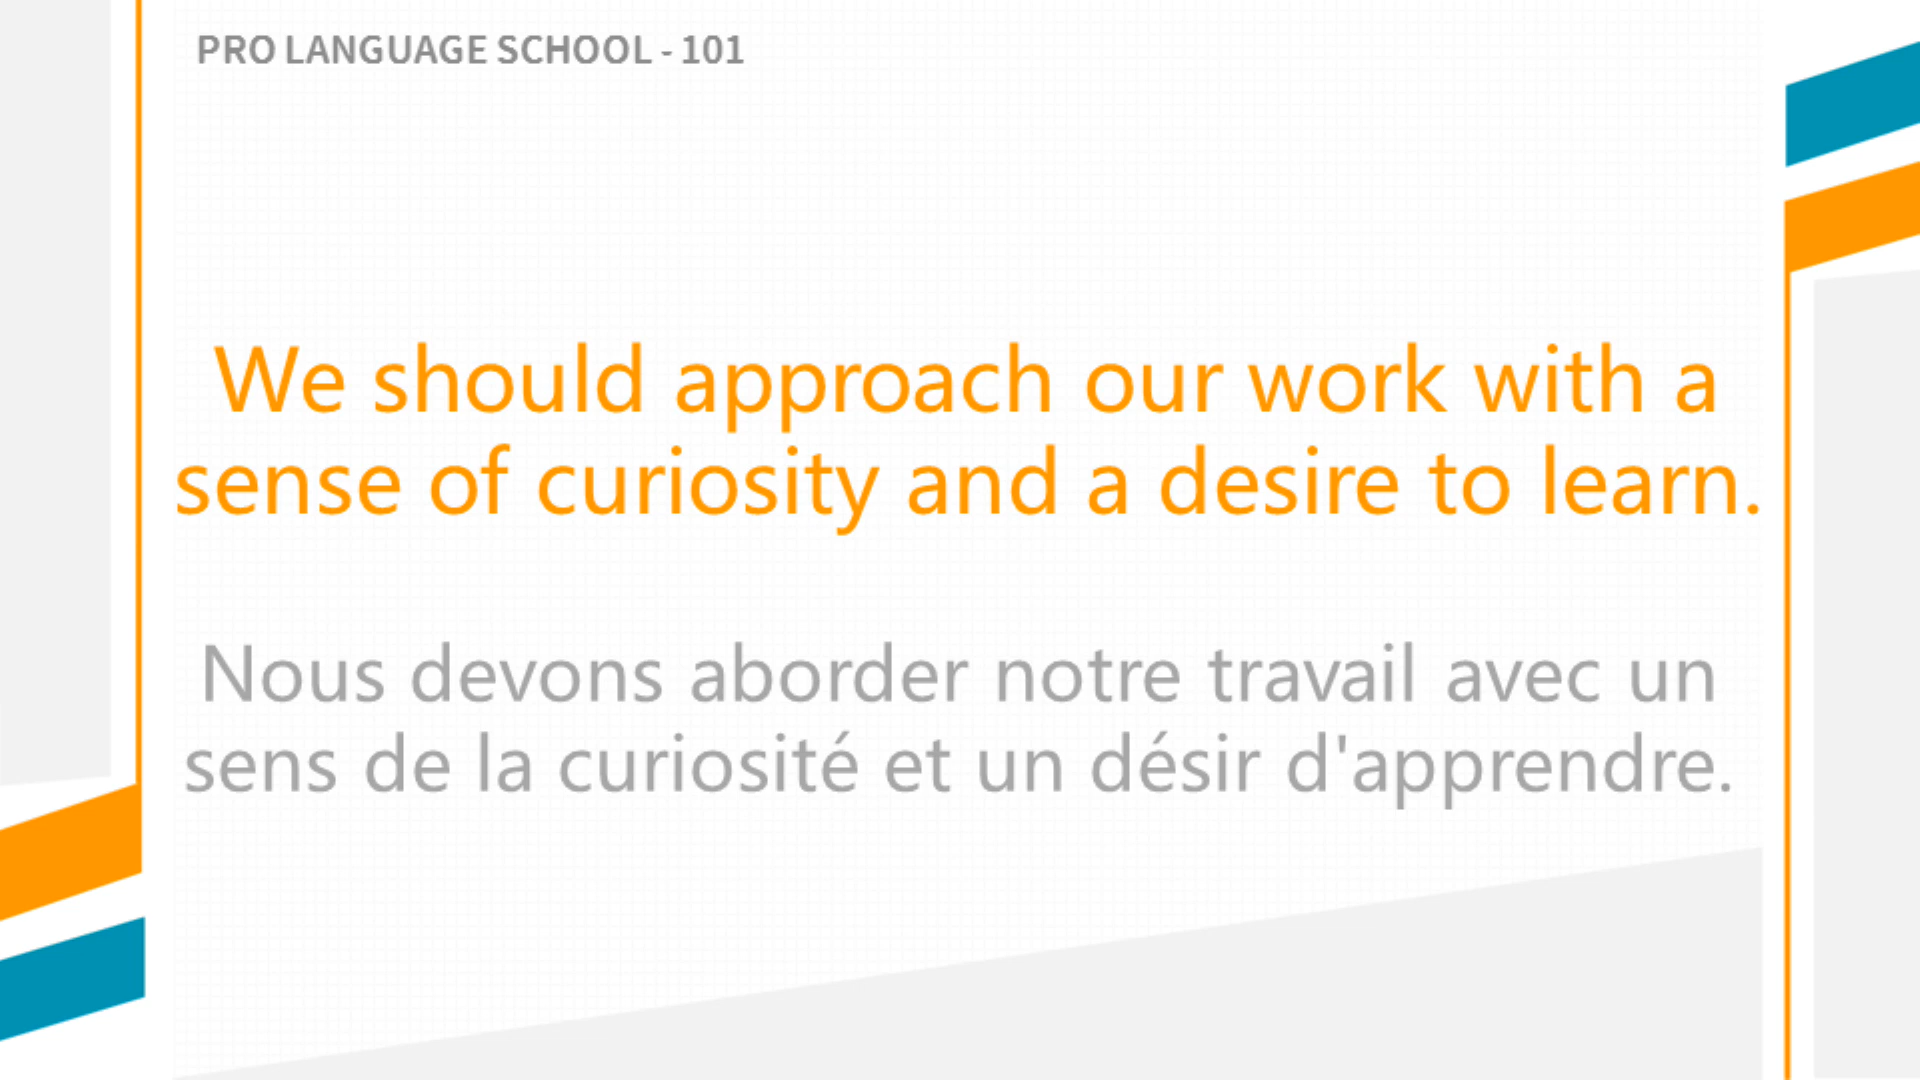 PRO LANGUAGE SCHOOL - 101
We should approach our work with a
sense of curiosity and a desire to learn.
Nous devons aborder notre travail avec un
sens de la curiosité et un désir d'apprendre.